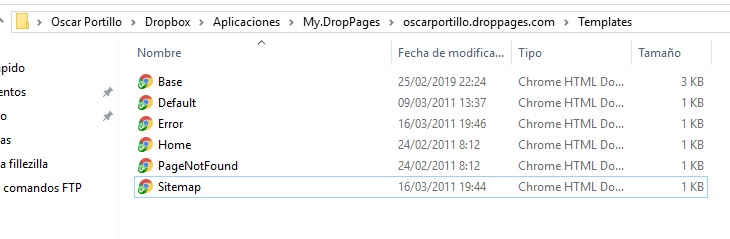 Oscar Portillo > Dropbox > Aplicaciones > My.DropPages > oscarportillo.droppages.com > Templates
Nombre Fecha de modifica... Tipo Tamaño
ápido
Base 25/02/2019 22:24 Chrome HTML Do... 3 KB
entos
Default 09/03/2011 13:37 Chrome HTML Do... 1 KB
o
Error 16/03/2011 19:46 Chrome HTML Do... 1 KB
as
Home 24/02/2011 8:12 Chrome HTML Do... 1 KB
a fillezilla
PageNotFound 24/02/2011 8:12 Chrome HTML Do... 1 KB
comandos FTP
Sitemap 16/03/2011 19:44 Chrome HTML Do... 1 KB